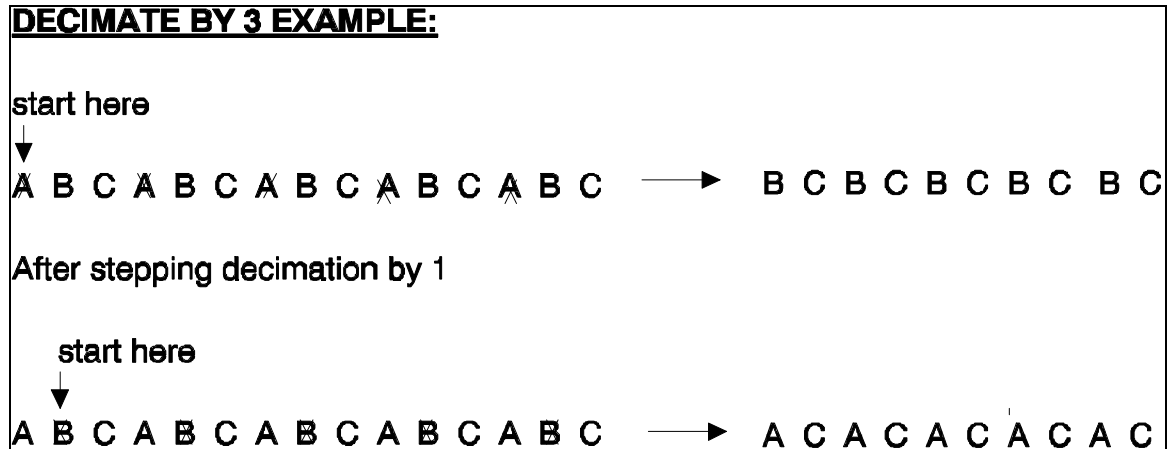 DECIMATE BY 3 EXAMPLE:
start here
A B C A B C A B C A B C A B C B C B C B C B C B C
After stepping decimation by 1
start here
A B C A B C A B C A B C A B C A C A C A C A C A C